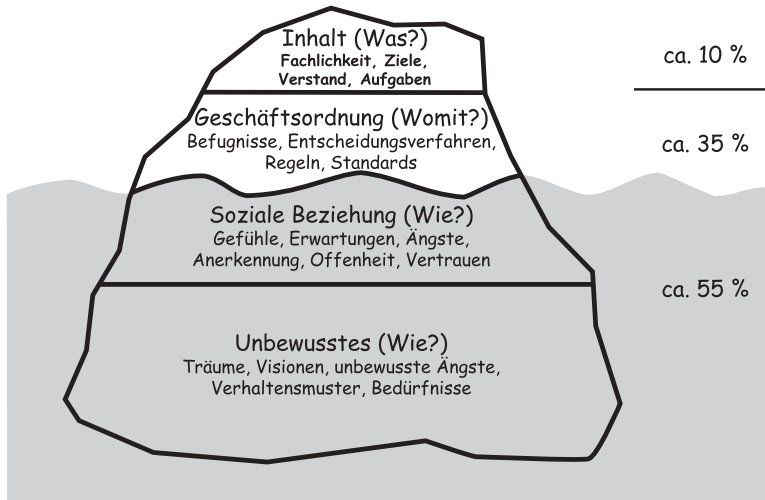 Inhalt (Was?)
Fachlichkeit, Ziele,
Verstand, Aufgaben
ca. 10 %
Geschäftsordnung (Womit?)
Befugnisse, Entscheidungsverfahren,
Regeln, Standards
ca. 35 %
Soziale Beziehung (Wie?)
Gefühle, Erwartungen, Ängste,
Anerkennung, Offenheit, Vertrauen
ca. 55 %
Unbewusstes (Wie?)
Träume, Visionen, unbewusste Ängste,
Verhaltensmuster, Bedürfnisse